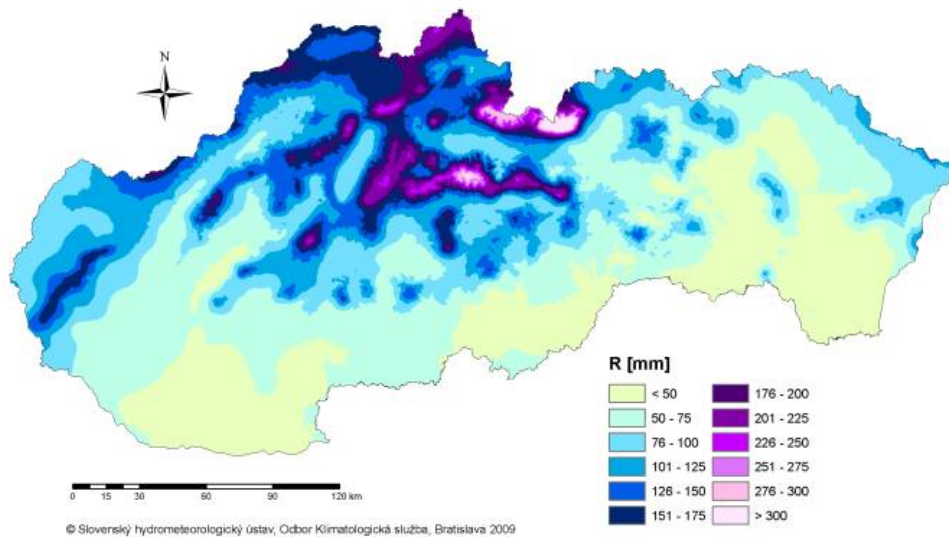 N
R [mm]
< 50
50 - 75
76 - 100
101 - 125
126 - 150
151 - 175
176 - 200
201 - 225
226 - 250
251 - 275
276 - 300
> 300
0 15 30 60 90 120 km
© Slovenský hydrometeorologický ústav, Odbor Klimatologická služba, Bratislava 2009